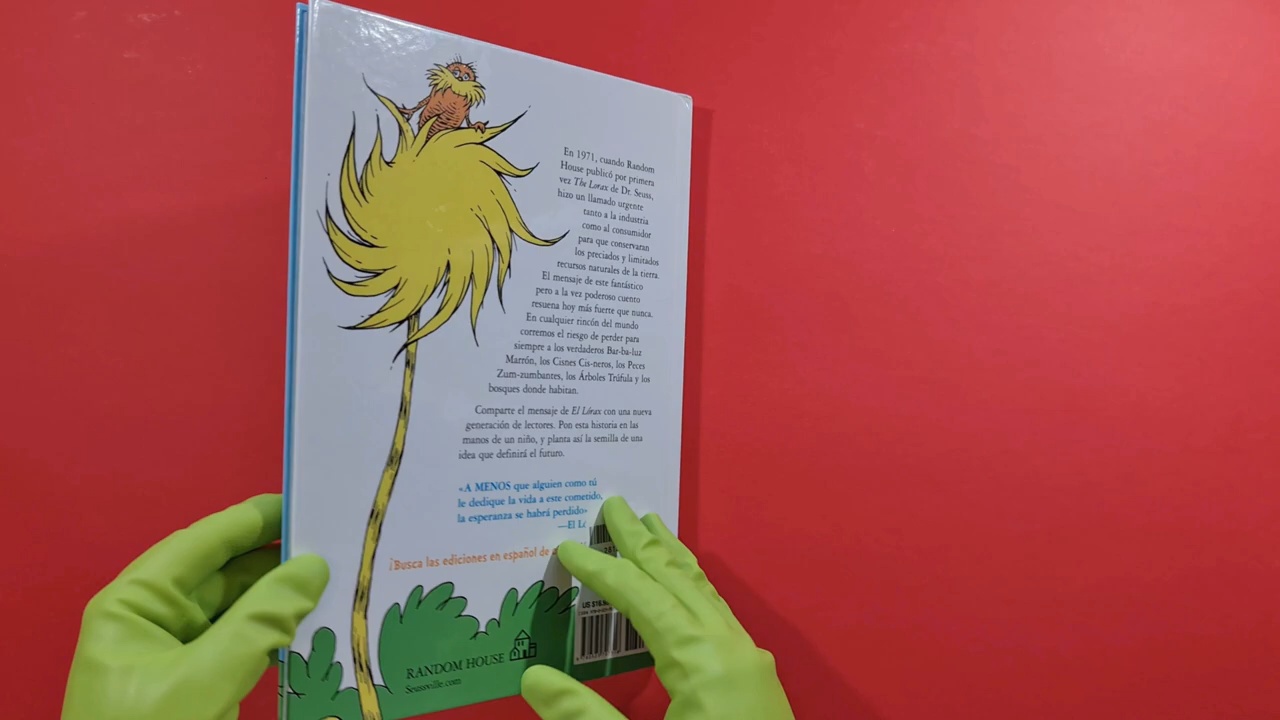 En 1971, cuando Random
House publicó por primera
vez The Lorax de Dr. Seuss,
hizo un llamado urgente
tanto a la industria
como al consumidor
para que conservaran
los preciados y limitados
recursos naturales de la tierra.
El mensaje de este fantástico
pero a la vez poderoso cuento
resuena hoy más fuerte que nunca.
En cualquier rincón del mundo
corremos el riesgo de perder para
siempre a los verdaderos Bar-ba-luz
Marrón, los Cisnes Cis-neros, los Peces
Zum-zumbantes, los Árboles Trúfula y los
bosques donde habitan.
Comparte el mensaje de El Lórax con una nueva
generación de lectores. Pon esta historia en las
manos de un niño, y planta así la semilla de una
idea que definirá el futuro.
«A MENOS que alguien como tú
le dedique la vida a este cometido,
la esperanza se habrá perdido»
—El
¡Busca las ediciones en español de
US
RANDOM HOUSE
Seussville.com